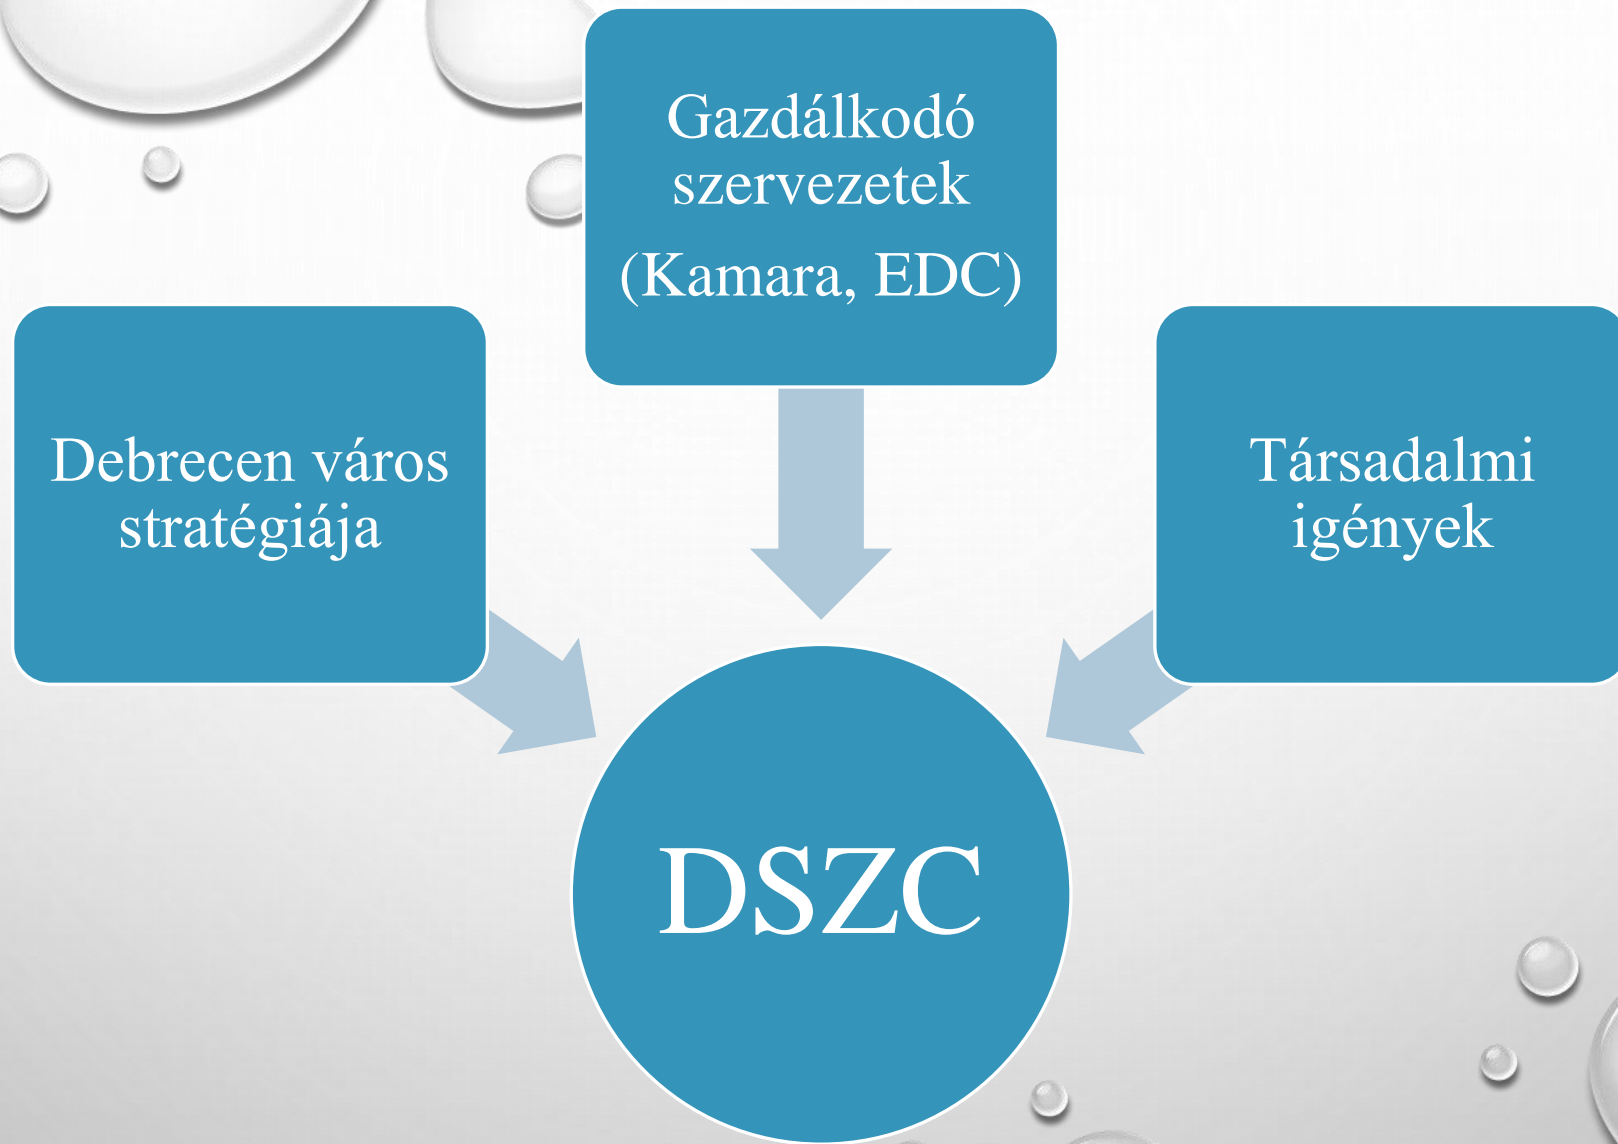 Gazdálkodó
szervezetek
(Kamara, EDC)
Debrecen város
stratégiája
Társadalmi
igények
DSZC